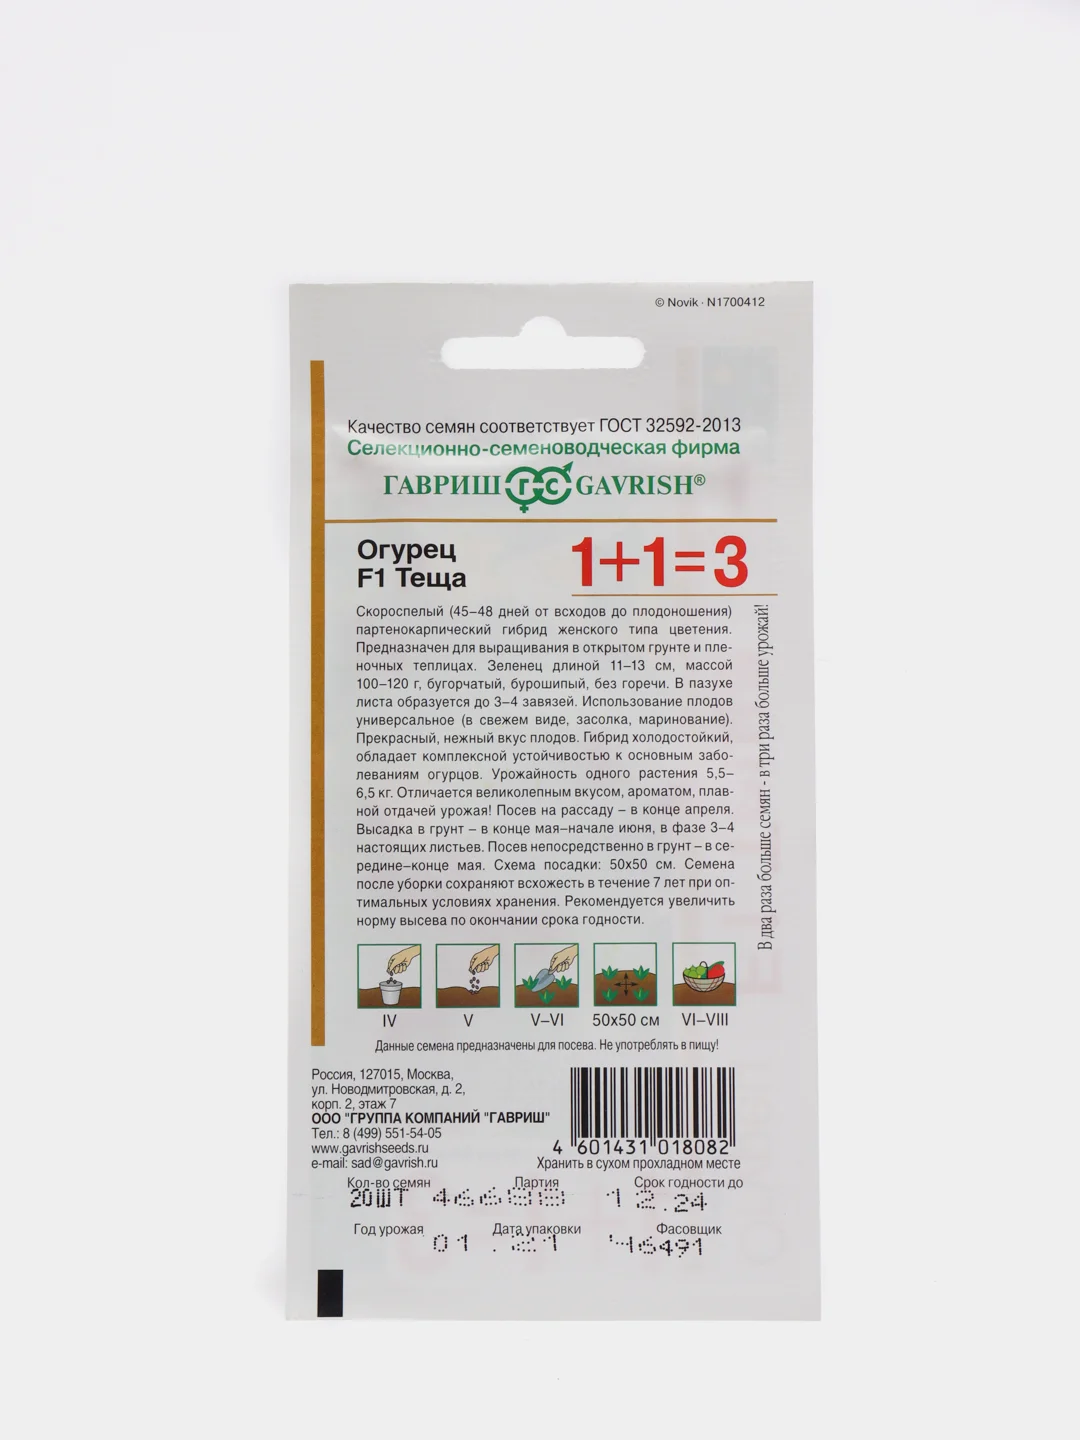 © Novik · N1700412
Качество семян соответствует ГОСТ 32592-2013
Селекционно-семеноводческая фирма
ГАВРИШ ГС GAVRISH®
Огурец
F1 Теща
1+1=3
Скороспелый (45–48 дней от всходов до плодоношения)
партенокарпический гибрид женского типа цветения.
Предназначен для выращивания в открытом грунте и пле-
ночных теплицах. Зеленец длиной 11–13 см, массой
100–120 г, бугорчатый, бурошипый, без горечи. В пазухе
листа образуется до 3–4 завязей. Использование плодов
универсальное (в свежем виде, засолка, маринование).
Прекрасный, нежный вкус плодов. Гибрид холодостойкий,
обладает комплексной устойчивостью к основным забо-
леваниям огурцов. Урожайность одного растения 5,5–
6,5 кг. Отличается великолепным вкусом, ароматом, плав-
ной отдачей урожая! Посев на рассаду – в конце апреля.
Высадка в грунт – в конце мая–начале июня, в фазе 3–4
настоящих листьев. Посев непосредственно в грунт – в се-
редине–конце мая. Схема посадки: 50х50 см. Семена
после уборки сохраняют всхожесть в течение 7 лет при оп-
тимальных условиях хранения. Рекомендуется увеличить
норму высева по окончании срока годности.
В два раза больше семян - в три раза больше урожай!
IV V V–VI 50х50 см VI–VIII
Данные семена предназначены для посева. Не употреблять в пищу!
Россия, 127015, Москва,
ул. Новодмитровская, д. 2,
корп. 2, этаж 7
ООО "ГРУППА КОМПАНИЙ "ГАВРИШ"
Тел.: 8 (499) 551-54-05
www.gavrishseeds.ru
e-mail: sad@gavrish.ru
4 601431 018082
Хранить в сухом прохладном месте
Кол-во семян Партия Срок годности до
20ШТ 12.24
Год урожая Дата упаковки Фасовщик
01 .21 46491